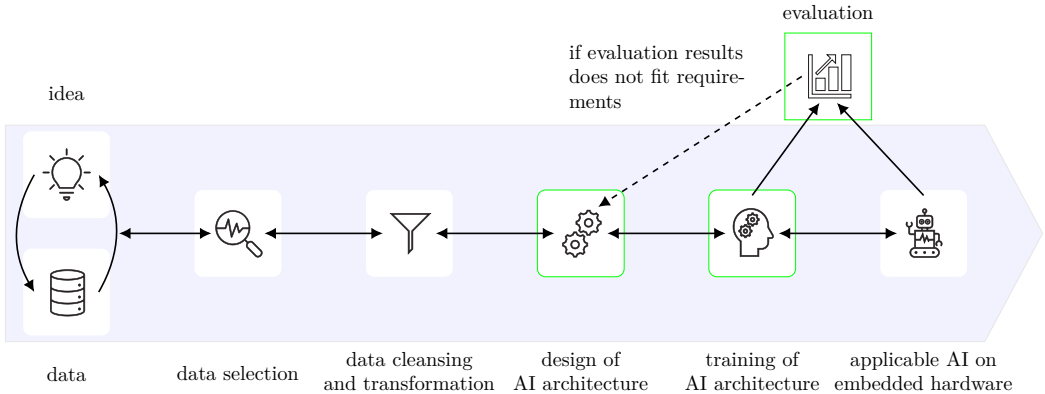 evaluation
if evaluation results
does not fit require-
ments
idea
data
data selection
data cleansing
and transformation
design of
AI architecture
training of
AI architecture
applicable AI on
embedded hardware